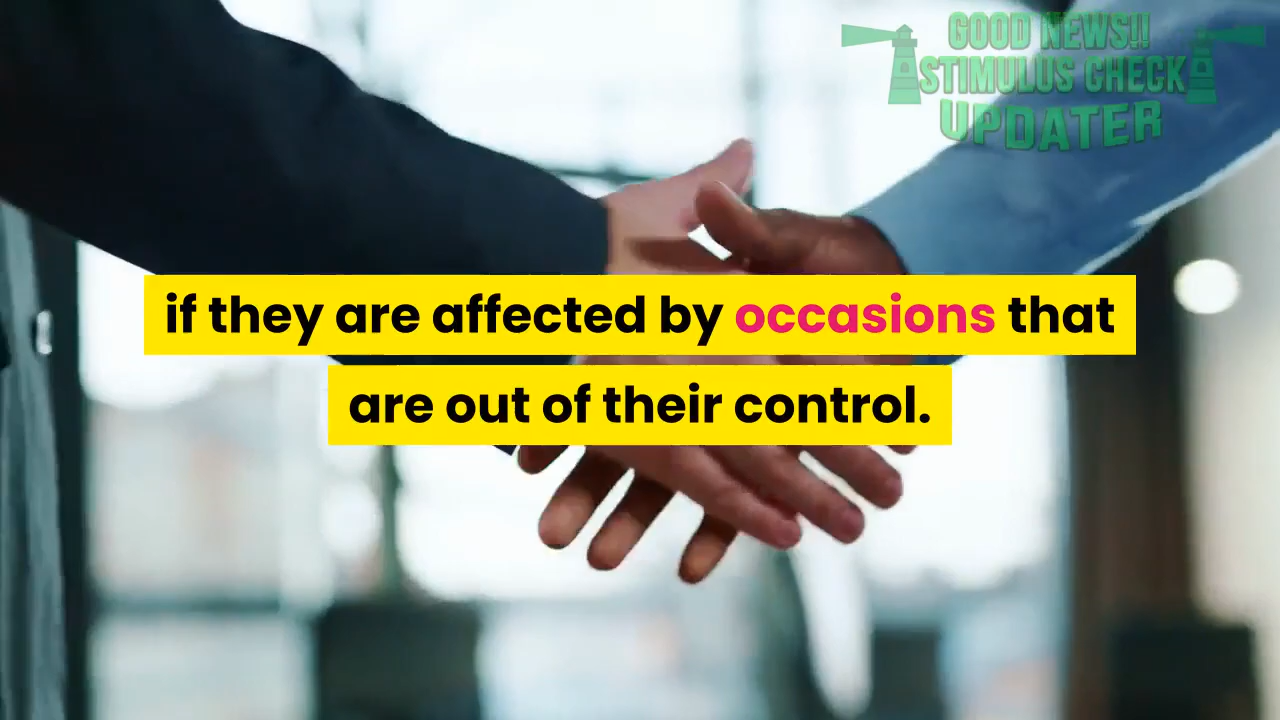 GOOD NEWS!!
STIMULUS CHECK
UPDATER
if they are affected by occasions that
are out of their control.